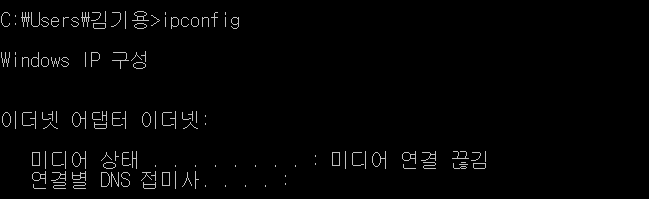 C:₩Users₩김기용>ipconfig
Windows IP 구성
이더넷 어댑터 이더넷:
미디어 상태 . . . . . . . . : 미디어 연결 끊김
연결별 DNS 접미사. . . . :